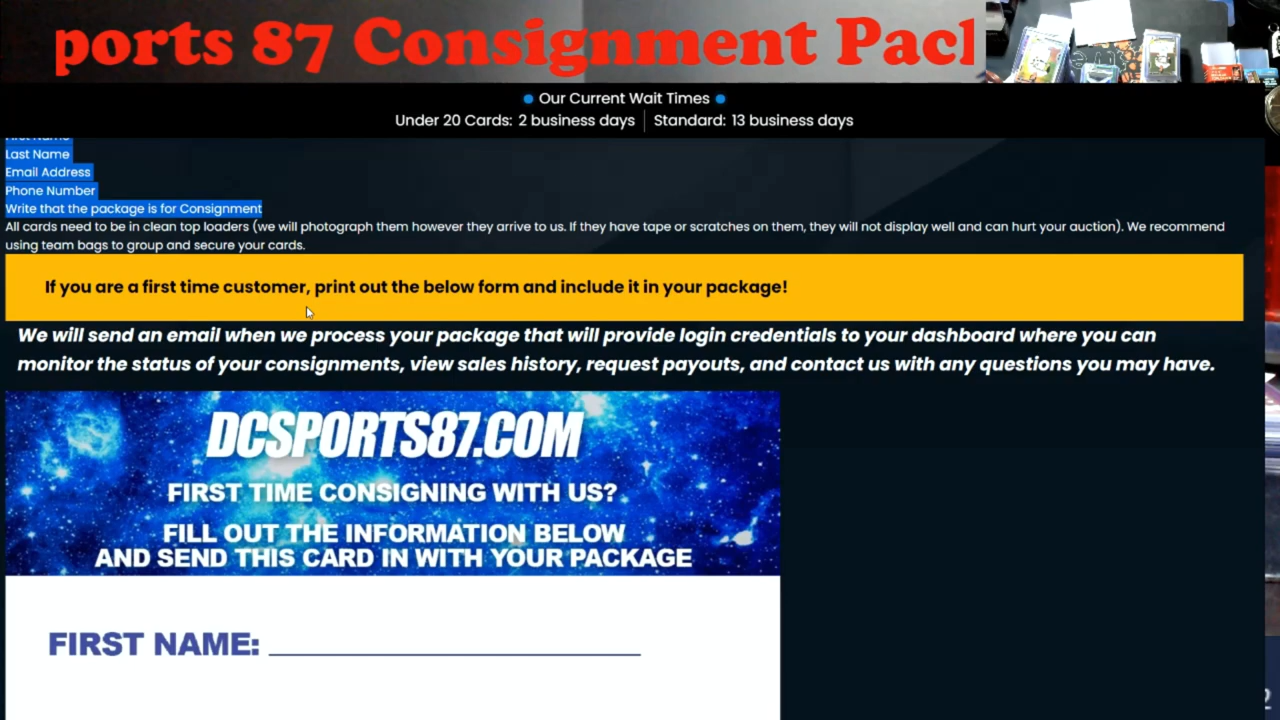 ports 87 Consignment Pac
Our Current Wait Times
Under 20 Cards: 2 business days | Standard: 13 business days
First Name
Last Name
Email Address
Phone Number
Write that the package is for Consignment
All cards need to be in clean top loaders (we will photograph them however they arrive to us. If they have tape or scratches on them, they will not display well and can hurt your auction). We recommend
using team bags to group and secure your cards.
If you are a first time customer, print out the below form and include it in your package!
We will send an email when we process your package that will provide login credentials to your dashboard where you can
monitor the status of your consignments, view sales history, request payouts, and contact us with any questions you may have.
DCSPORTS87.COM
FIRST TIME CONSIGNING WITH US?
FILL OUT THE INFORMATION BELOW
AND SEND THIS CARD IN WITH YOUR PACKAGE
FIRST NAME: